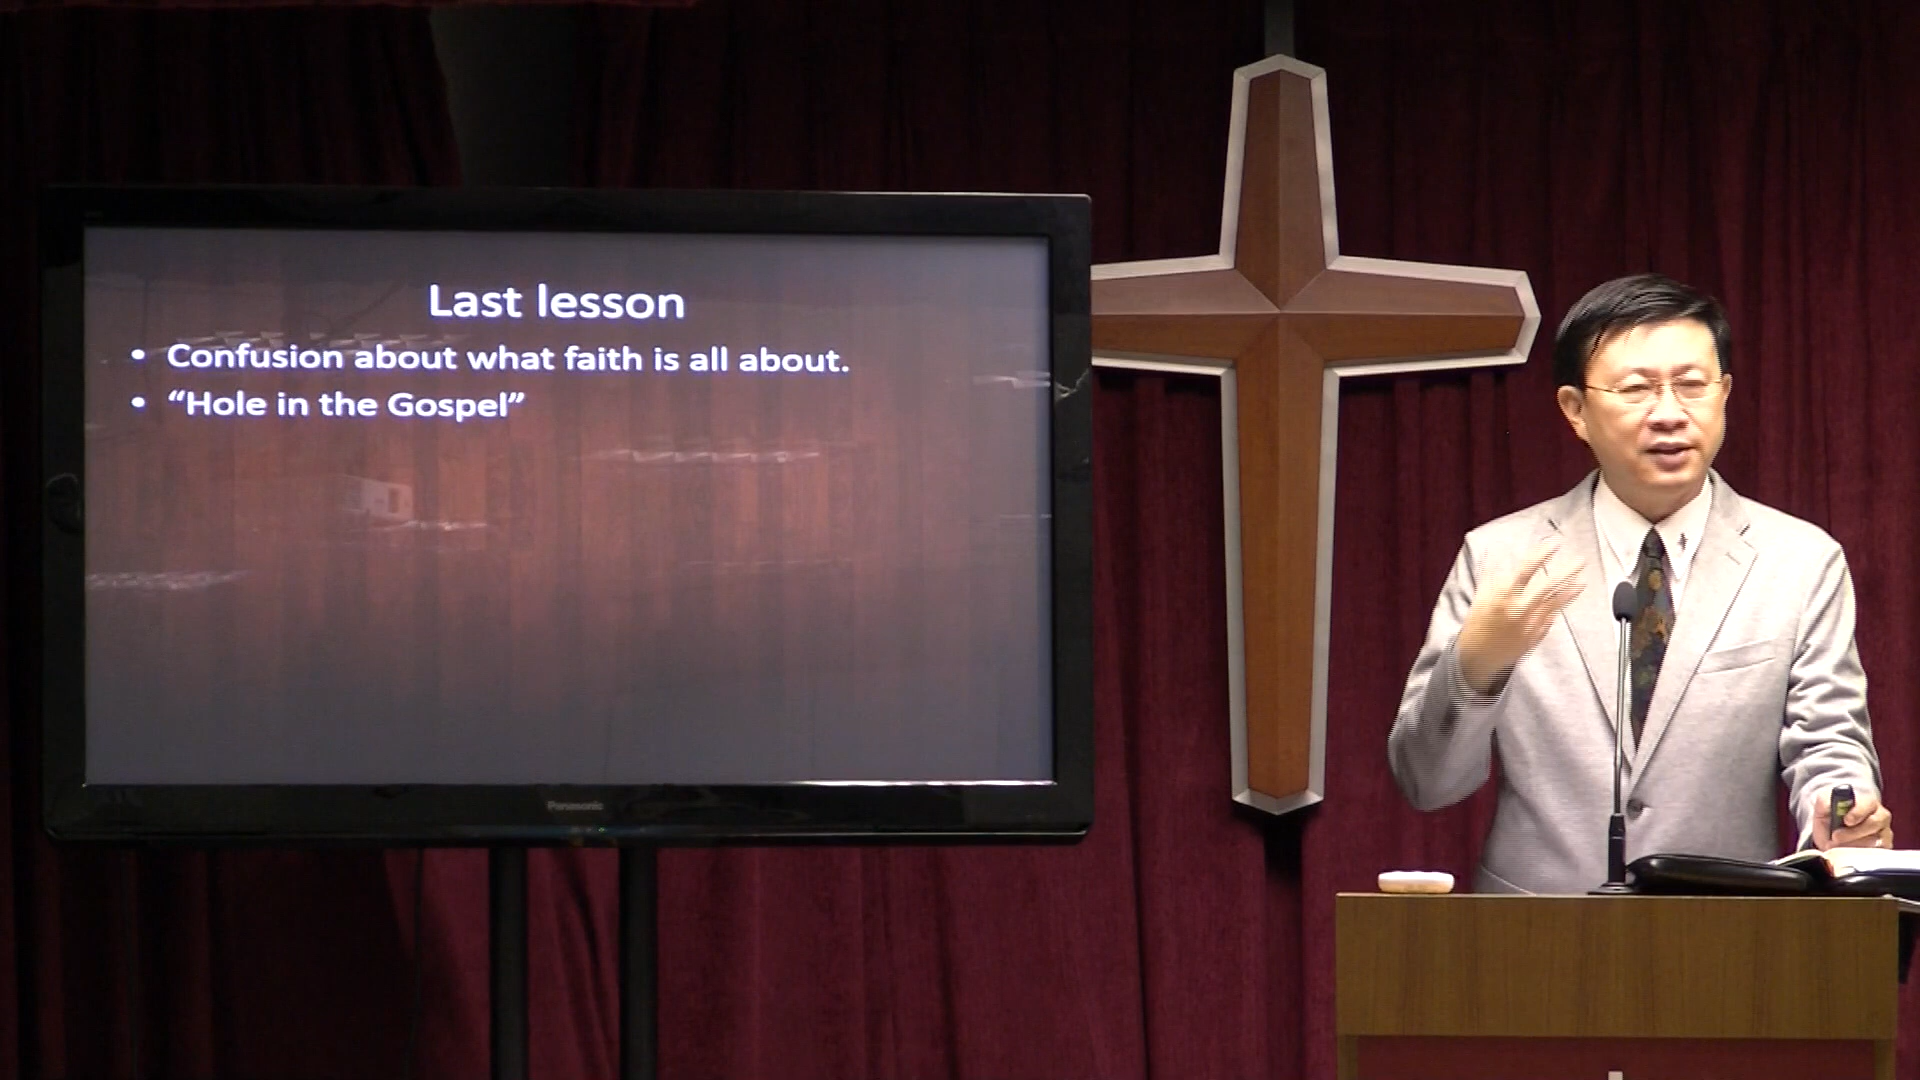 Last lesson
• Confusion about what faith is all about.
• “Hole in the Gospel”
Panasonic